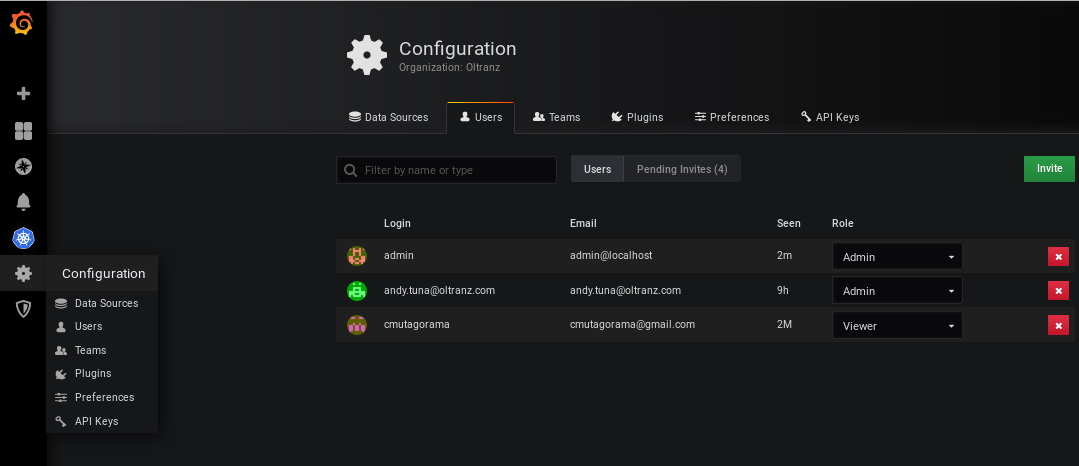 Configuration
Organization: Oltranz
Data Sources Users Teams Plugins Preferences API Keys
Filter by name or type Users Pending Invites (4) Invite
Login Email Seen Role
admin admin@localhost 2m Admin
andy.tuna@oltranz.com andy.tuna@oltranz.com 9h Admin
cmutagorama cmutagorama@gmail.com 2M Viewer
Configuration
Data Sources
Users
Teams
Plugins
Preferences
API Keys